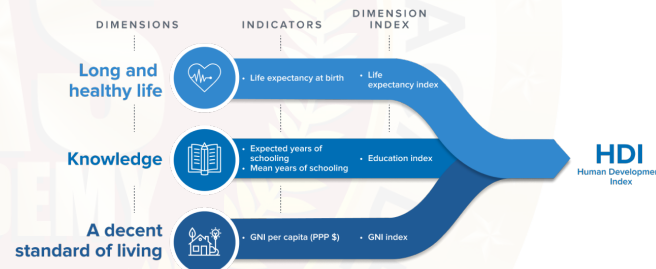 DIMENSIONS
INDICATORS
DIMENSION
INDEX
Long and
healthy life
• Life expectancy at birth
• Life
expectancy index
Knowledge
• Expected years of
schooling
• Mean years of schooling
• Education index
HDI
Human Development
Index
A decent
standard of living
• GNI per capita (PPP $)
• GNI index